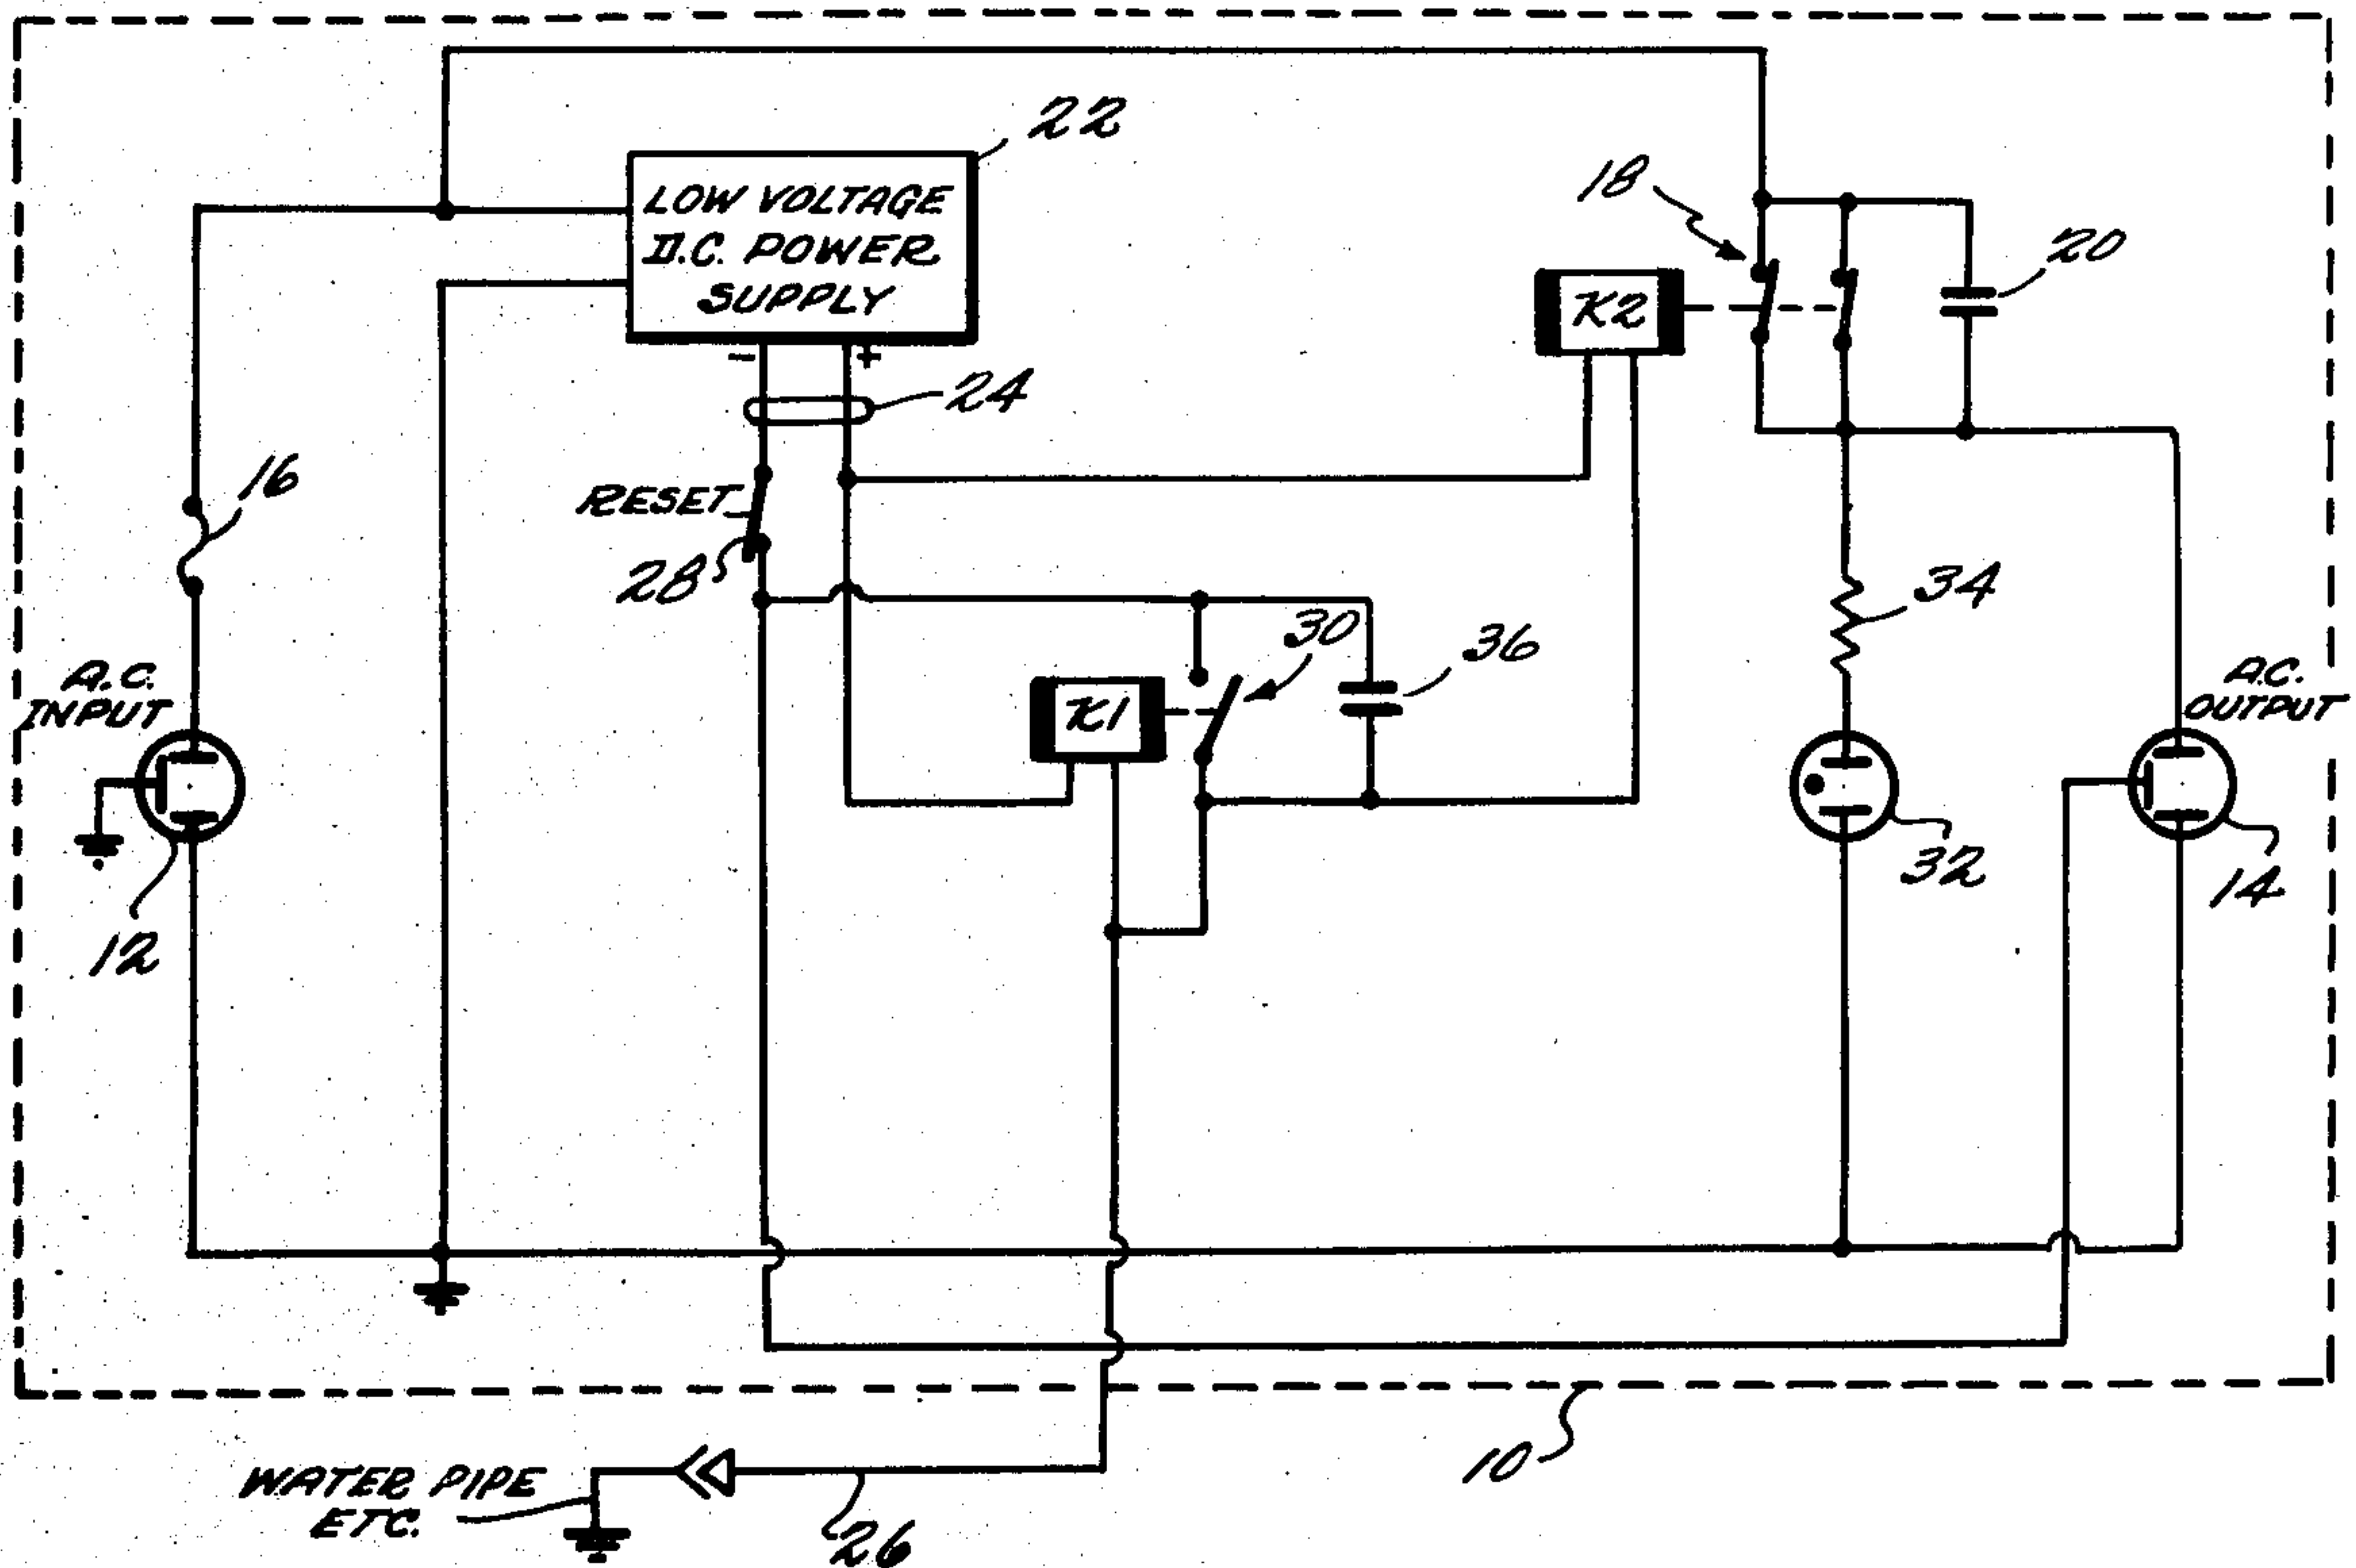 22
LOW VOLTAGE
D.C. POWER
SUPPLY
-
+
24
18
20
K2
16
RESET
28
34
30
36
K1
A.C.
INPUT
A.C.
OUTPUT
12
32
14
10
WATER PIPE
ETC.
26